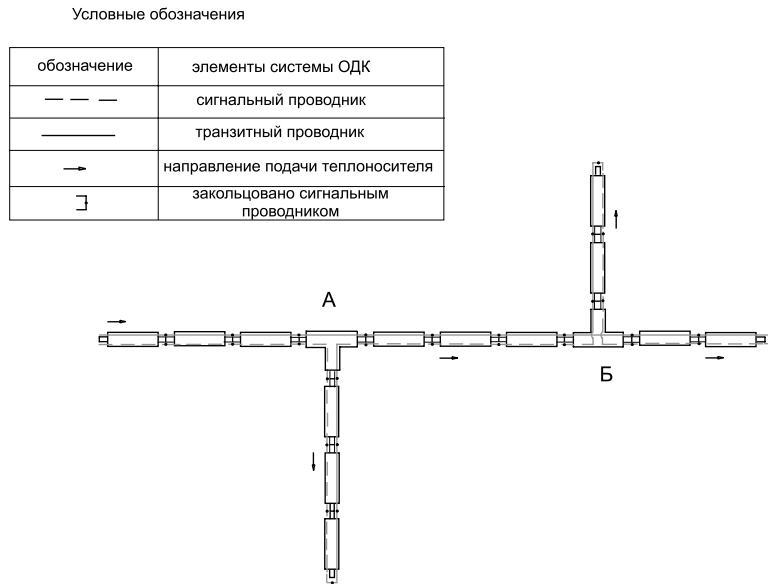 Условные обозначения
обозначение
элементы системы ОДК
сигнальный проводник
транзитный проводник
направление подачи теплоносителя
закольцовано сигнальным
проводником
А
Б